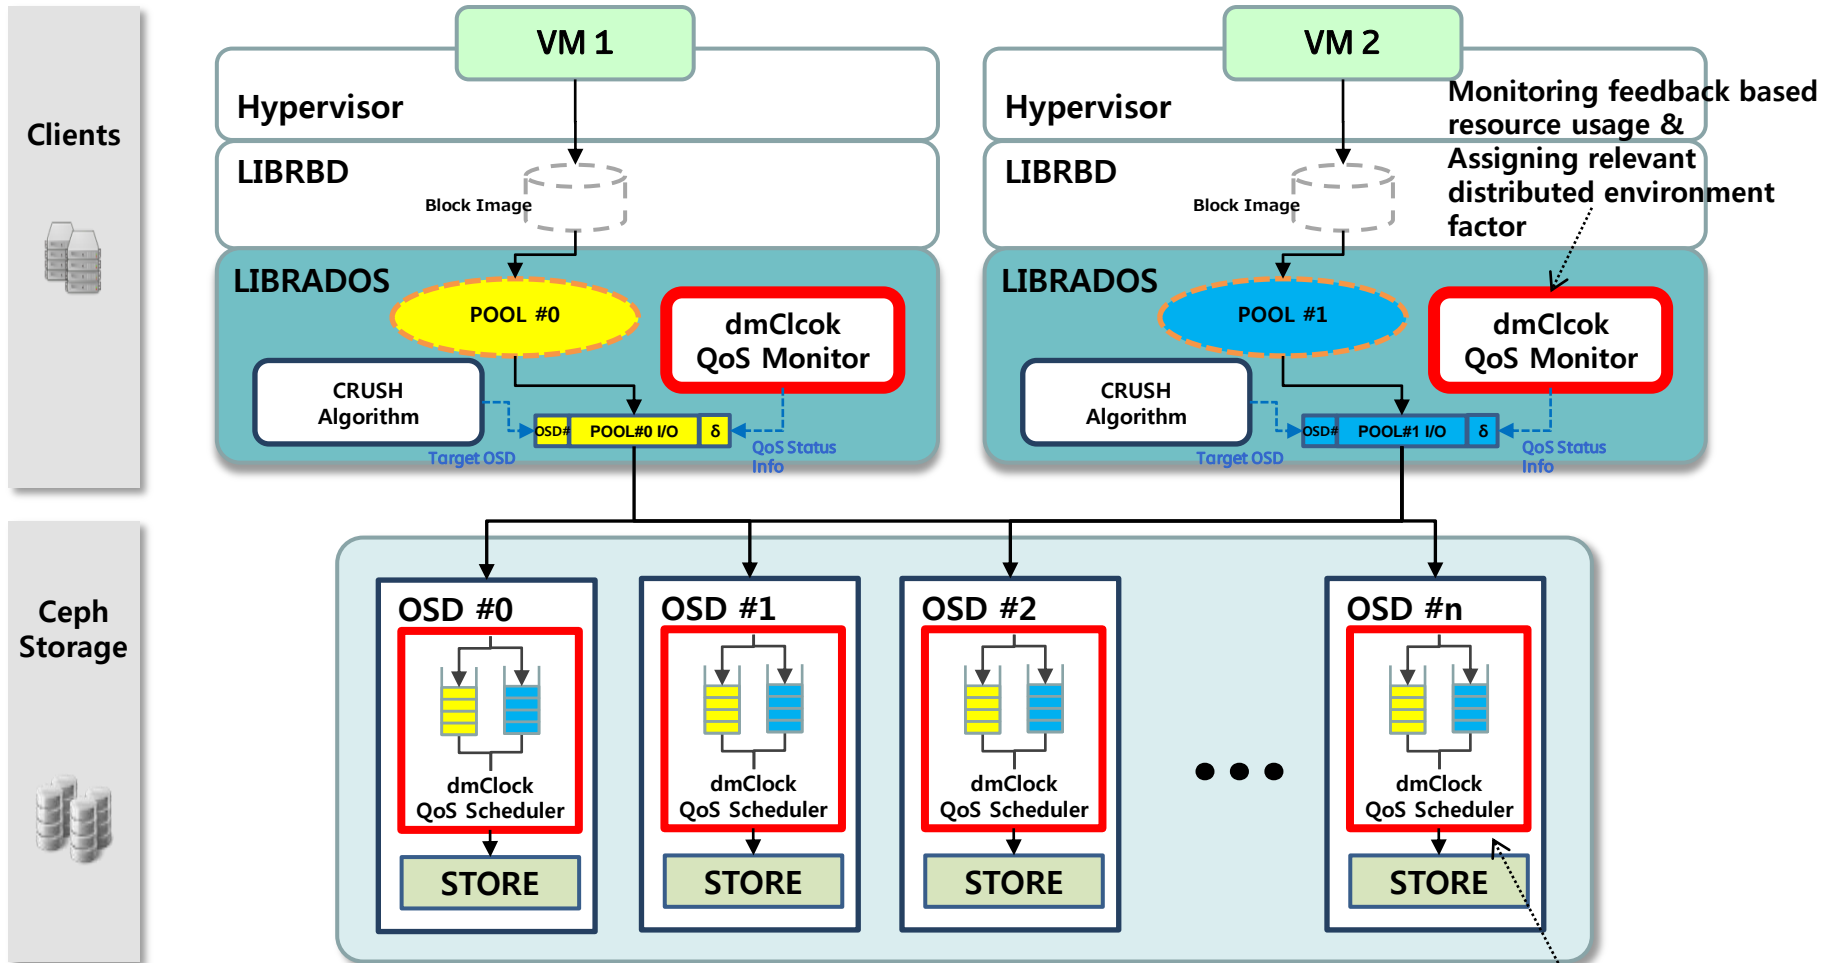 Clients
VM 1
Hypervisor
LIBRBD
Block Image
LIBRADOS
POOL #0
dmClcok
QoS Monitor
CRUSH
Algorithm
OSD#
POOL#0 I/O
δ
Target OSD
QoS Status
Info
VM 2
Hypervisor
Monitoring feedback based
resource usage &
Assigning relevant
distributed environment
factor
LIBRBD
Block Image
LIBRADOS
POOL #1
dmClcok
QoS Monitor
CRUSH
Algorithm
OSD#
POOL#1 I/O
δ
Target OSD
QoS Status
Info
Ceph
Storage
OSD #0
dmClock
QoS Scheduler
STORE
OSD #1
dmClock
QoS Scheduler
STORE
OSD #2
dmClock
QoS Scheduler
STORE
OSD #n
dmClock
QoS Scheduler
STORE